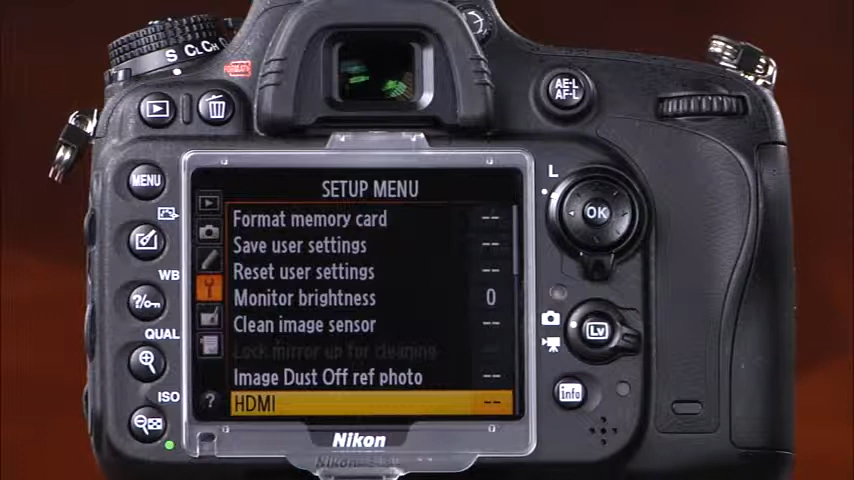 S CL CH
FORMAT
AE-L
AF-L
MENU
WB
?/
QUAL
ISO
L
OK
Lv
info
SETUP MENU
Format memory card --
Save user settings --
Reset user settings --
Monitor brightness 0
Clean image sensor --
Lock mirror up for cleaning --
Image Dust Off ref photo --
HDMI --
?
Nikon
Nikon